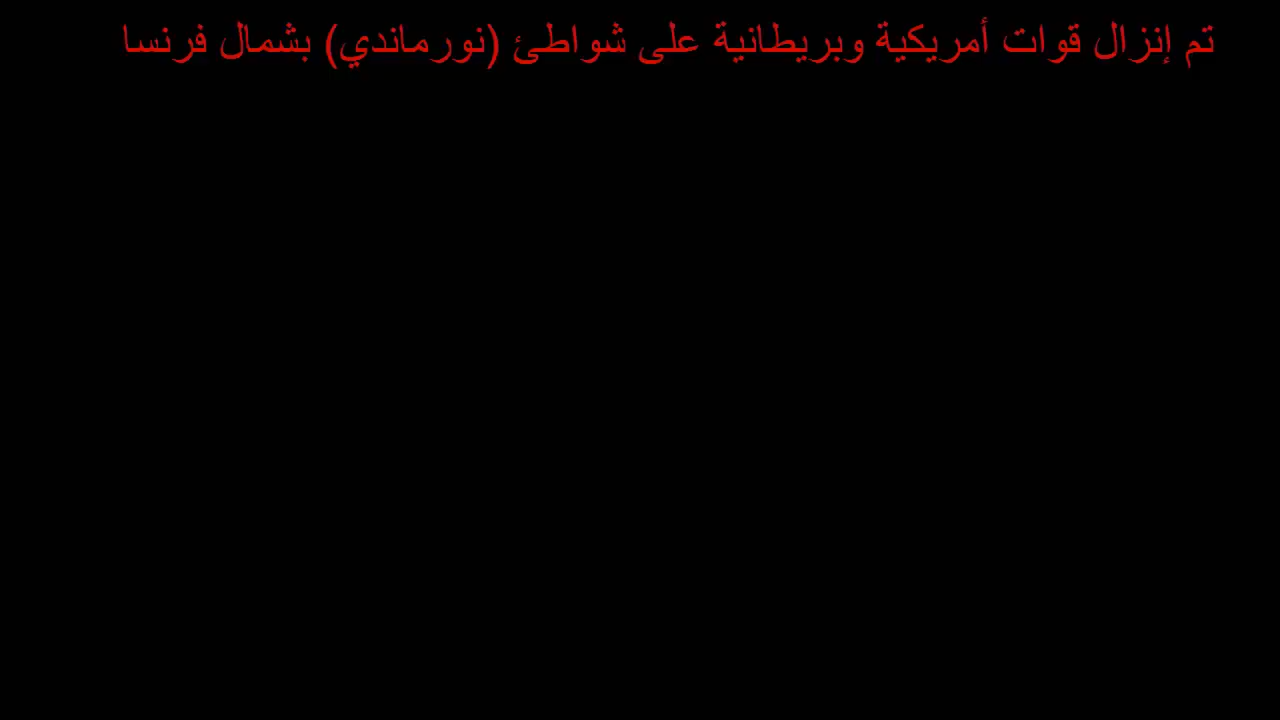 تم إنزال قوات أمريكية وبريطانية على شواطئ (نورماندي) بشمال فرنسا